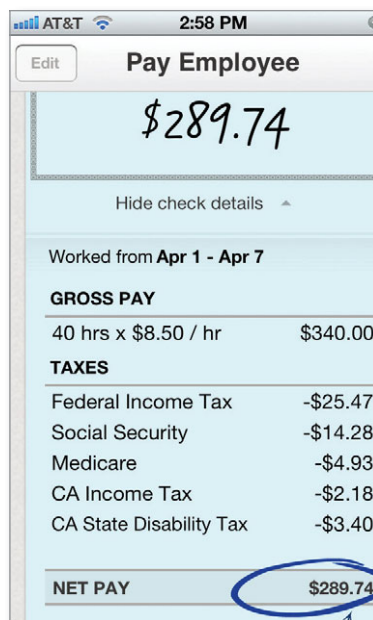 AT&T 2:58 PM
Edit Pay Employee
$289.74
Hide check details
Worked from Apr 1 - Apr 7
GROSS PAY
40 hrs x $8.50 / hr $340.00
TAXES
Federal Income Tax -$25.47
Social Security -$14.28
Medicare -$4.93
CA Income Tax -$2.18
CA State Disability Tax -$3.40
NET PAY $289.74